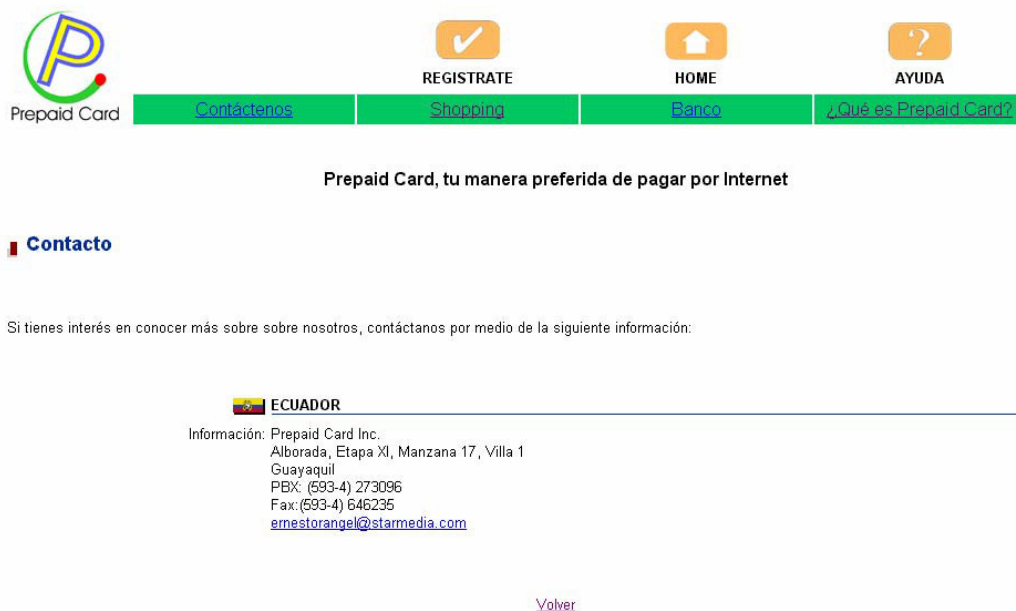 P
Prepaid Card
REGISTRATE
HOME
?
AYUDA
Contáctenos
Shopping
Banco
¿Qué es Prepaid Card?
Prepaid Card, tu manera preferida de pagar por Internet
Contacto
Si tienes interés en conocer más sobre sobre nosotros, contáctanos por medio de la siguiente información:
ECUADOR
Información: Prepaid Card Inc.
Alborada, Etapa XI, Manzana 17, Villa 1
Guayaquil
PBX: (593-4) 273096
Fax:(593-4) 646235
ernestorangel@starmedia.com
Volver